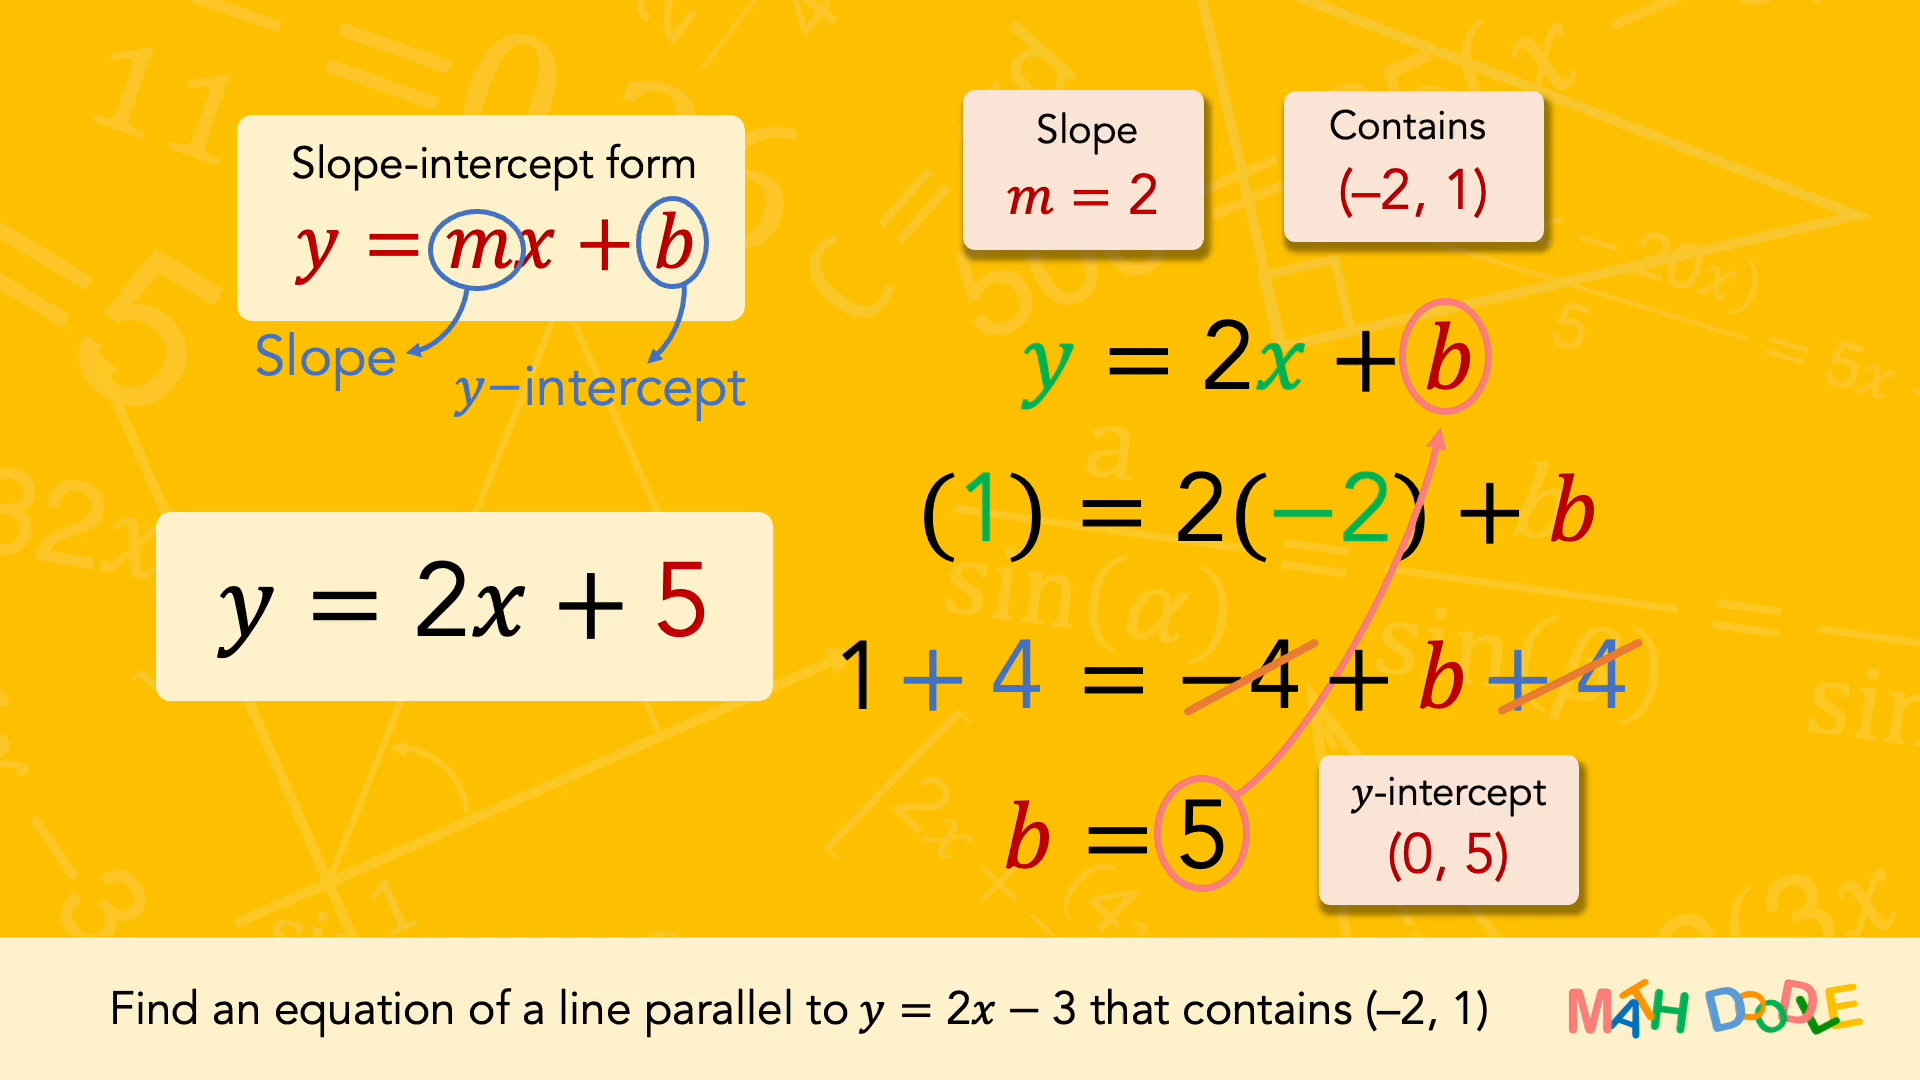 Slope-intercept form
y = mx + b
Slope
y–intercept
y = 2x + 5
Slope
m = 2
Contains
(–2, 1)
y = 2x + b
(1) = 2(−2) + b
1 + 4 = −4 + b + 4
b = 5
y-intercept
(0, 5)
Find an equation of a line parallel to y = 2x − 3 that contains (–2, 1)
MATH DOODLE